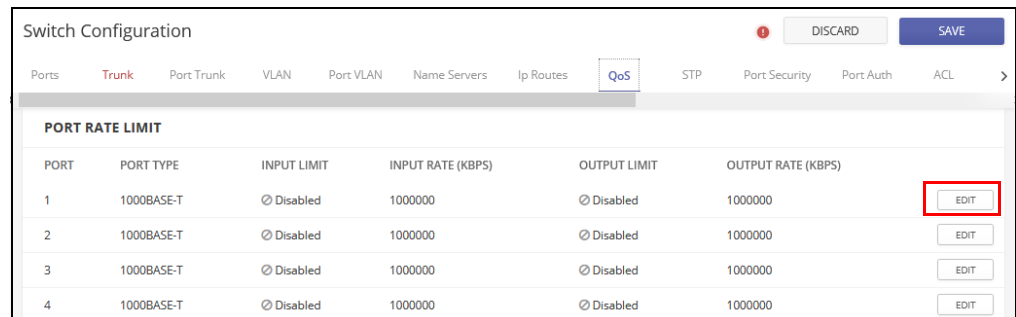 Switch Configuration DISCARD SAVE
Ports Trunk Port Trunk VLAN Port VLAN Name Servers Ip Routes QoS STP Port Security Port Auth ACL
PORT RATE LIMIT
PORT PORT TYPE INPUT LIMIT INPUT RATE (KBPS) OUTPUT LIMIT OUTPUT RATE (KBPS)
1 1000BASE-T Disabled 1000000 Disabled 1000000 EDIT
2 1000BASE-T Disabled 1000000 Disabled 1000000 EDIT
3 1000BASE-T Disabled 1000000 Disabled 1000000 EDIT
4 1000BASE-T Disabled 1000000 Disabled 1000000 EDIT